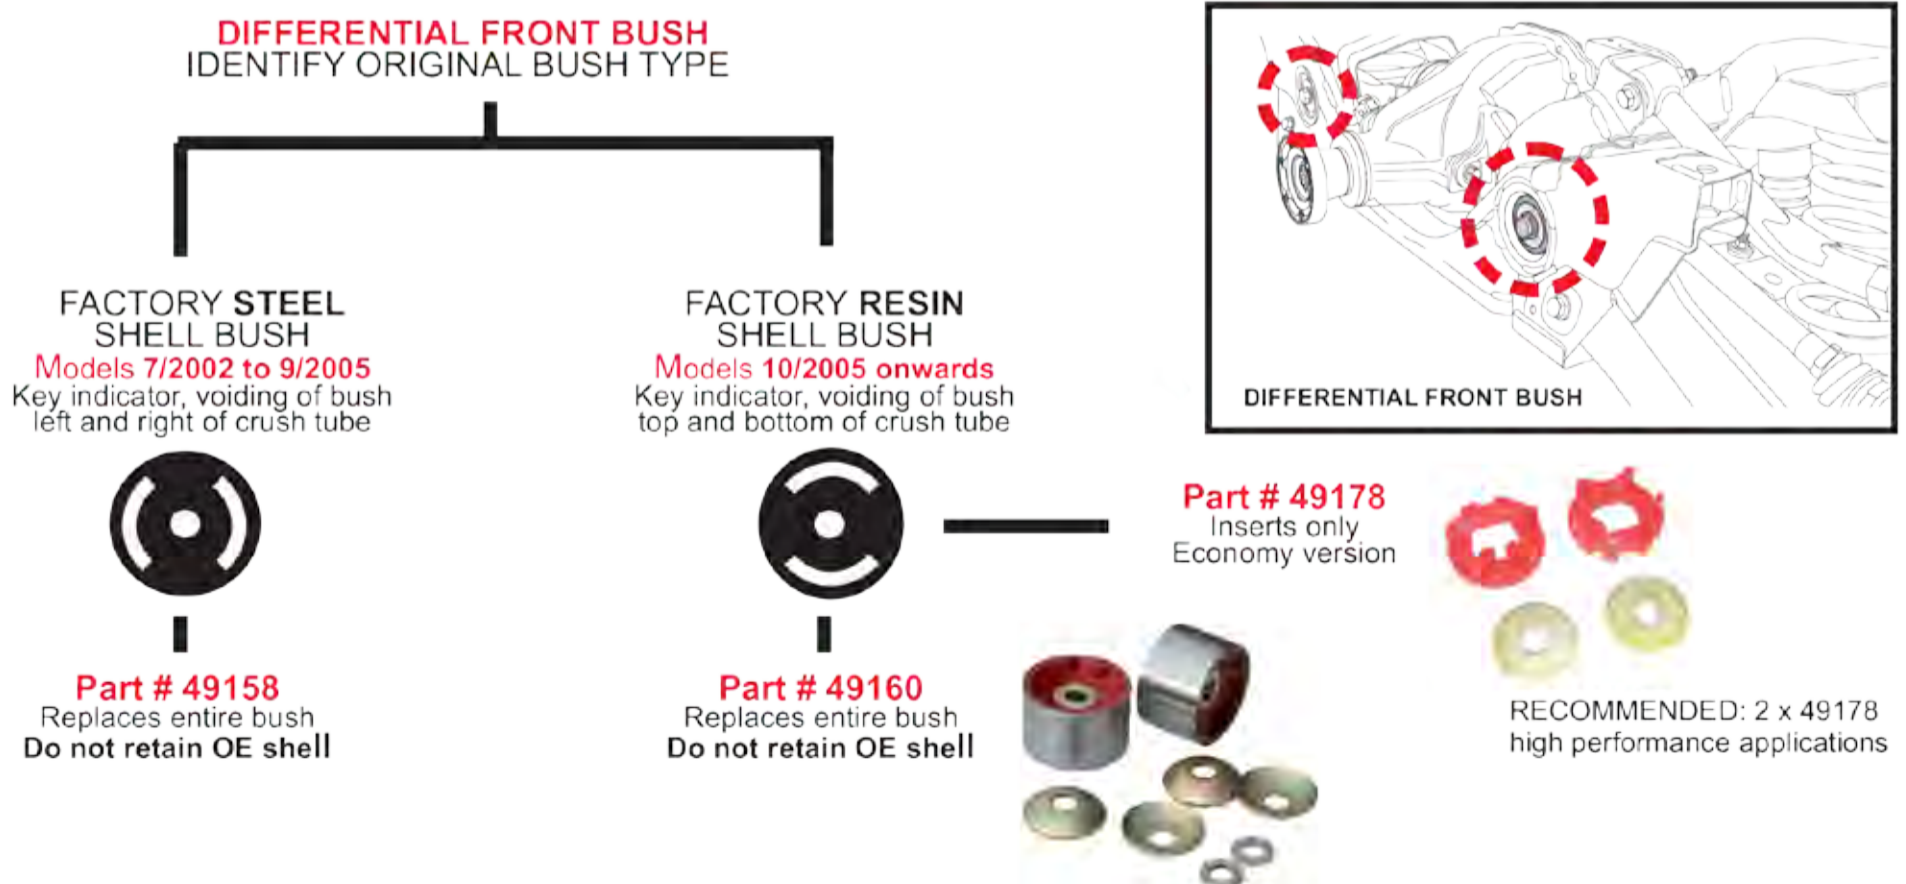 DIFFERENTIAL FRONT BUSH
IDENTIFY ORIGINAL BUSH TYPE
FACTORY STEEL
SHELL BUSH
Models 7/2002 to 9/2005
Key indicator, voiding of bush
left and right of crush tube
Part # 49158
Replaces entire bush
Do not retain OE shell
FACTORY RESIN
SHELL BUSH
Models 10/2005 onwards
Key indicator, voiding of bush
top and bottom of crush tube
Part # 49160
Replaces entire bush
Do not retain OE shell
DIFFERENTIAL FRONT BUSH
Part # 49178
Inserts only
Economy version
RECOMMENDED: 2 x 49178
high performance applications